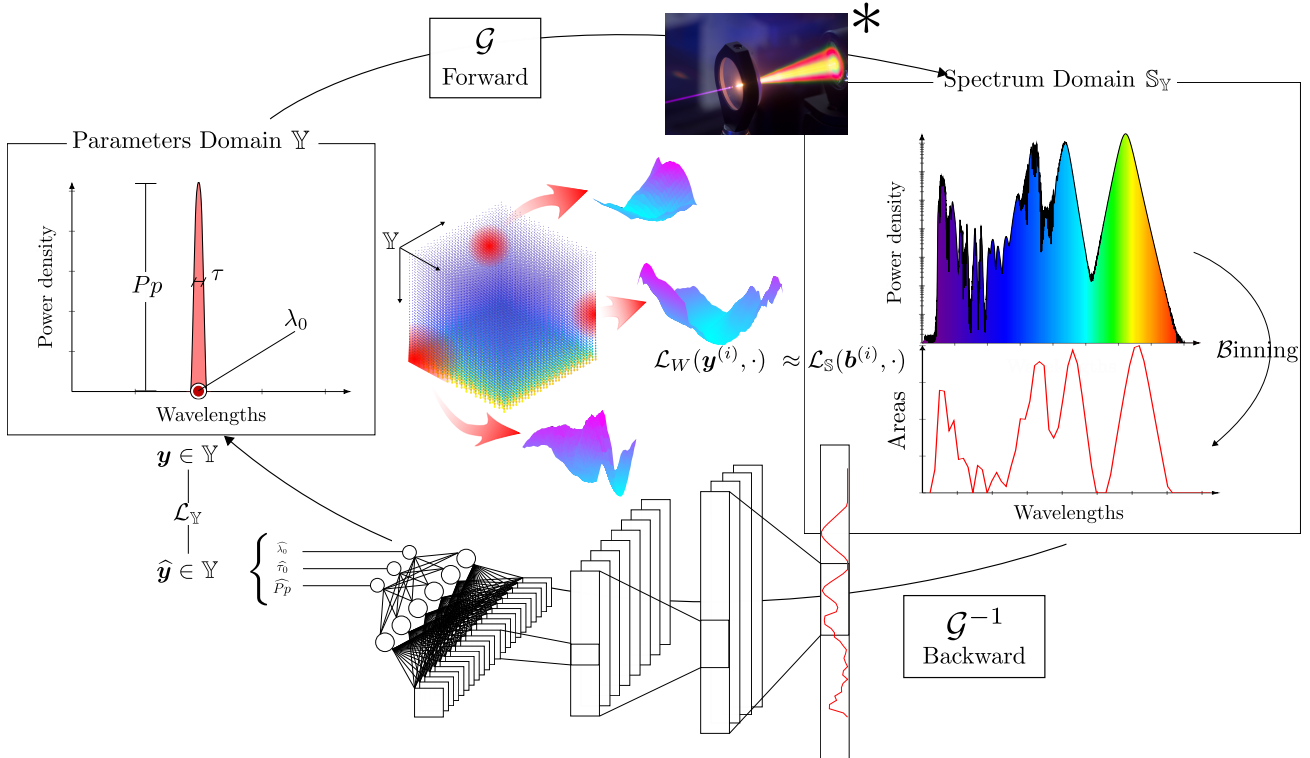 𝒢
Forward
*
Spectrum Domain 𝕊_𝕐
Parameters Domain 𝕐
Power density
Pp
τ
λ₀
Wavelengths
𝕐
Power density
ℒ_W(𝒚^(i), ·) ≈ ℒ_𝕊(𝒃^(i), ·)
ℬinning
Areas
Wavelengths
𝒚 ∈ 𝕐
ℒ_𝕐
𝒚̂ ∈ 𝕐
{
λ̂₀
τ̂₀
P̂p
𝒢⁻¹
Backward